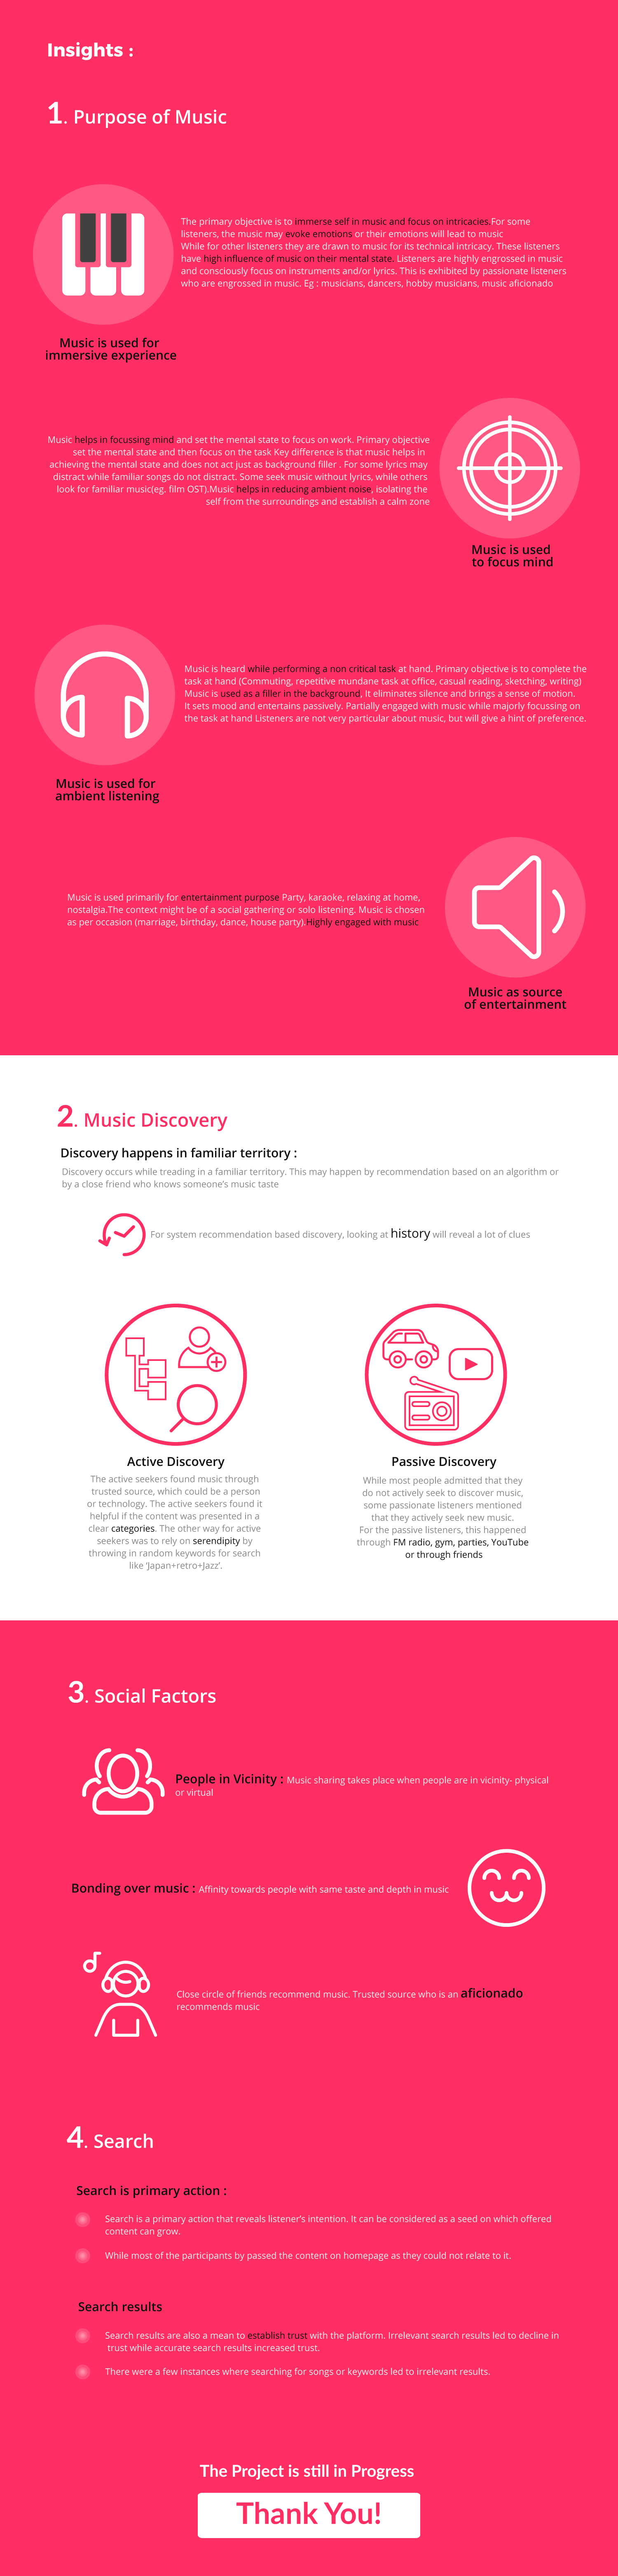 Insights :
1. Purpose of Music
The primary objective is to immerse self in music and focus on intricacies.For some
listeners, the music may evoke emotions or their emotions will lead to music
While for other listeners they are drawn to music for its technical intricacy. These listeners
have high influence of music on their mental state. Listeners are highly engrossed in music
and consciously focus on instruments and/or lyrics. This is exhibited by passionate listeners
who are engrossed in music. Eg : musicians, dancers, hobby musicians, music aficionado
Music is used for
immersive experience
Music helps in focussing mind and set the mental state to focus on work. Primary objective
set the mental state and then focus on the task Key difference is that music helps in
achieving the mental state and does not act just as background filler . For some lyrics may
distract while familiar songs do not distract. Some seek music without lyrics, while others
look for familiar music(eg. film OST).Music helps in reducing ambient noise, isolating the
self from the surroundings and establish a calm zone
Music is used
to focus mind
Music is heard while performing a non critical task at hand. Primary objective is to complete the
task at hand (Commuting, repetitive mundane task at office, casual reading, sketching, writing)
Music is used as a filler in the background. It eliminates silence and brings a sense of motion.
It sets mood and entertains passively. Partially engaged with music while majorly focussing on
the task at hand Listeners are not very particular about music, but will give a hint of preference.
Music is used for
ambient listening
Music is used primarily for entertainment purpose Party, karaoke, relaxing at home,
nostalgia.The context might be of a social gathering or solo listening. Music is chosen
as per occasion (marriage, birthday, dance, house party).Highly engaged with music
Music as source
of entertainment
2. Music Discovery
Discovery happens in familiar territory :
Discovery occurs while treading in a familiar territory. This may happen by recommendation based on an algorithm or
by a close friend who knows someone's music taste
For system recommendation based discovery, looking at history will reveal a lot of clues
Active Discovery
The active seekers found music through
trusted source, which could be a person
or technology. The active seekers found it
helpful if the content was presented in a
clear categories. The other way for active
seekers was to rely on serendipity by
throwing in random keywords for search
like 'Japan+retro+Jazz'.
Passive Discovery
While most people admitted that they
do not actively seek to discover music,
some passionate listeners mentioned
that they actively seek new music.
For the passive listeners, this happened
through FM radio, gym, parties, YouTube
or through friends
3. Social Factors
People in Vicinity : Music sharing takes place when people are in vicinity- physical
or virtual
Bonding over music : Affinity towards people with same taste and depth in music
Close circle of friends recommend music. Trusted source who is an aficionado
recommends music
4. Search
Search is primary action :
Search is a primary action that reveals listener's intention. It can be considered as a seed on which offered
content can grow.
While most of the participants by passed the content on homepage as they could not relate to it.
Search results
Search results are also a mean to establish trust with the platform. Irrelevant search results led to decline in
trust while accurate search results increased trust.
There were a few instances where searching for songs or keywords led to irrelevant results.
The Project is still in Progress
Thank You!